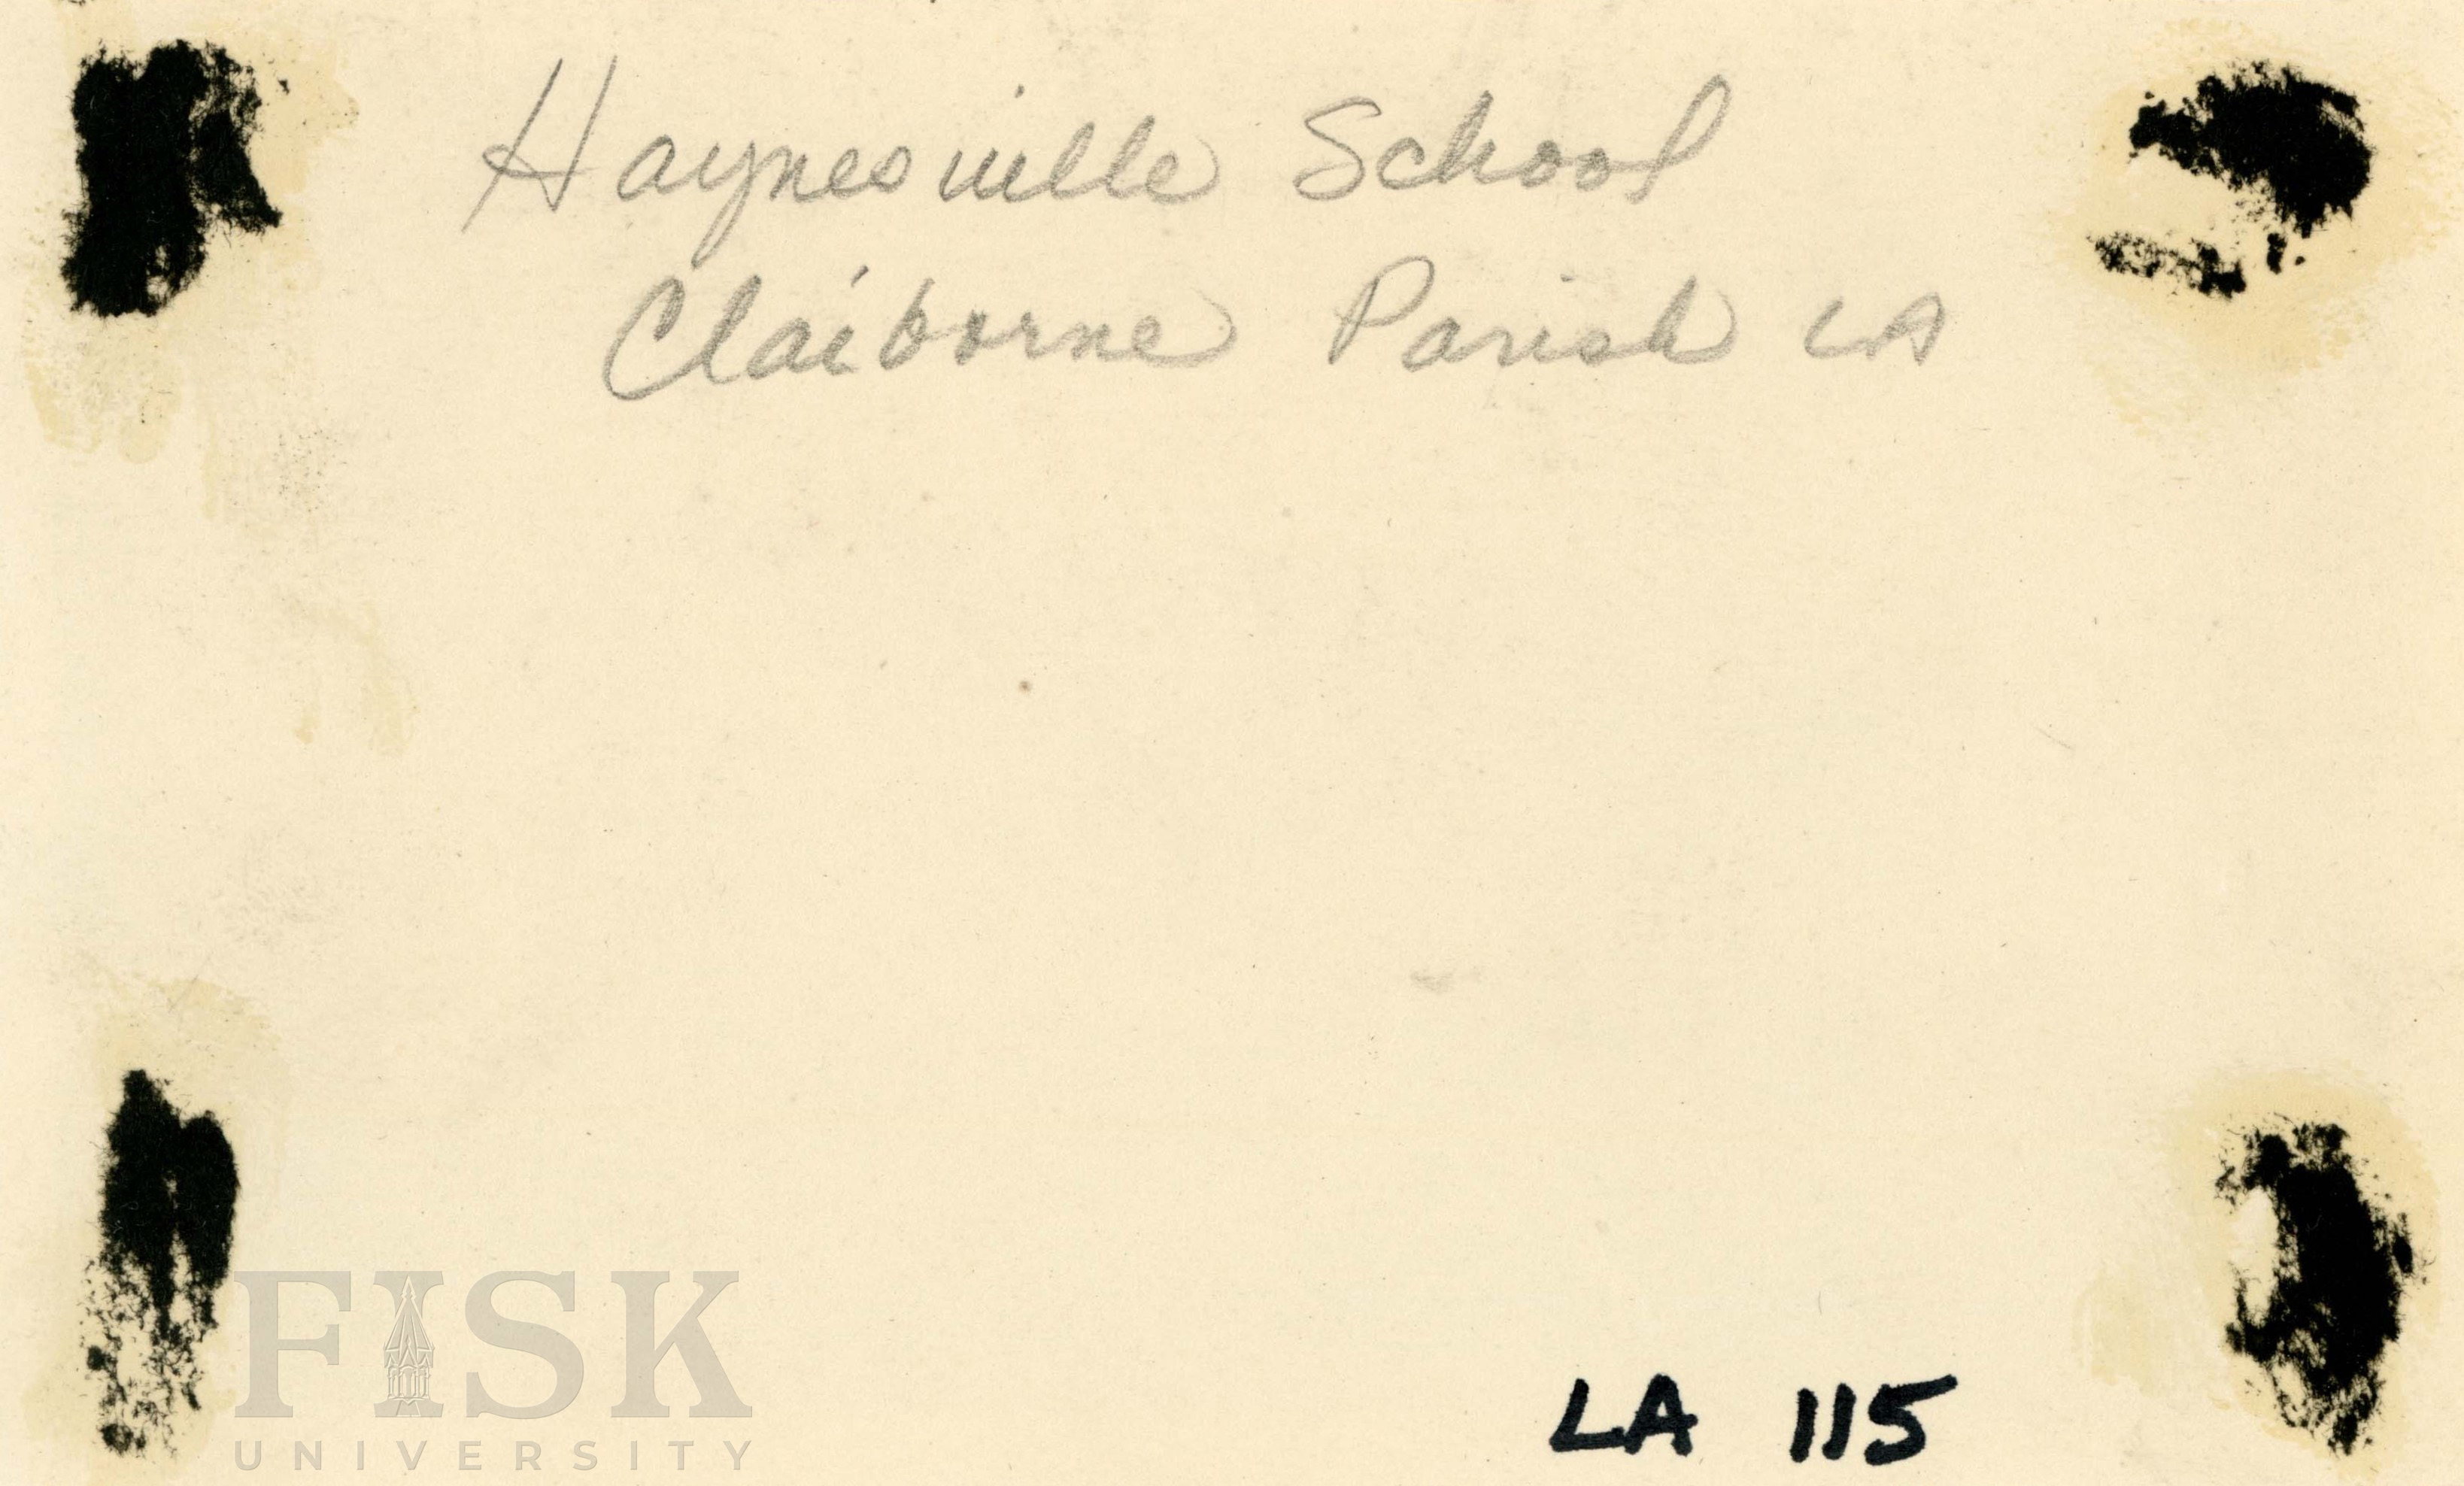 Haynesville School
Claiborne Parish LA
FISK
UNIVERSITY
LA 115